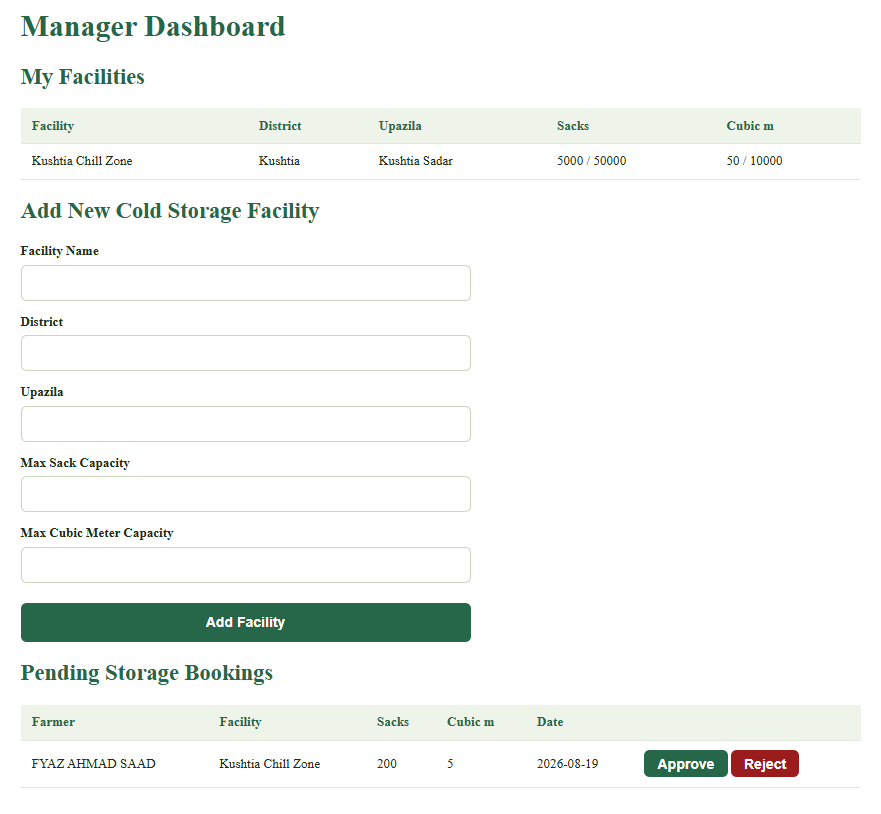 Manager Dashboard
My Facilities
Facility District Upazila Sacks Cubic m
Kushtia Chill Zone Kushtia Kushtia Sadar 5000 / 50000 50 / 10000
Add New Cold Storage Facility
Facility Name
District
Upazila
Max Sack Capacity
Max Cubic Meter Capacity
Add Facility
Pending Storage Bookings
Farmer Facility Sacks Cubic m Date
FYAZ AHMAD SAAD Kushtia Chill Zone 200 5 2026-08-19 Approve Reject